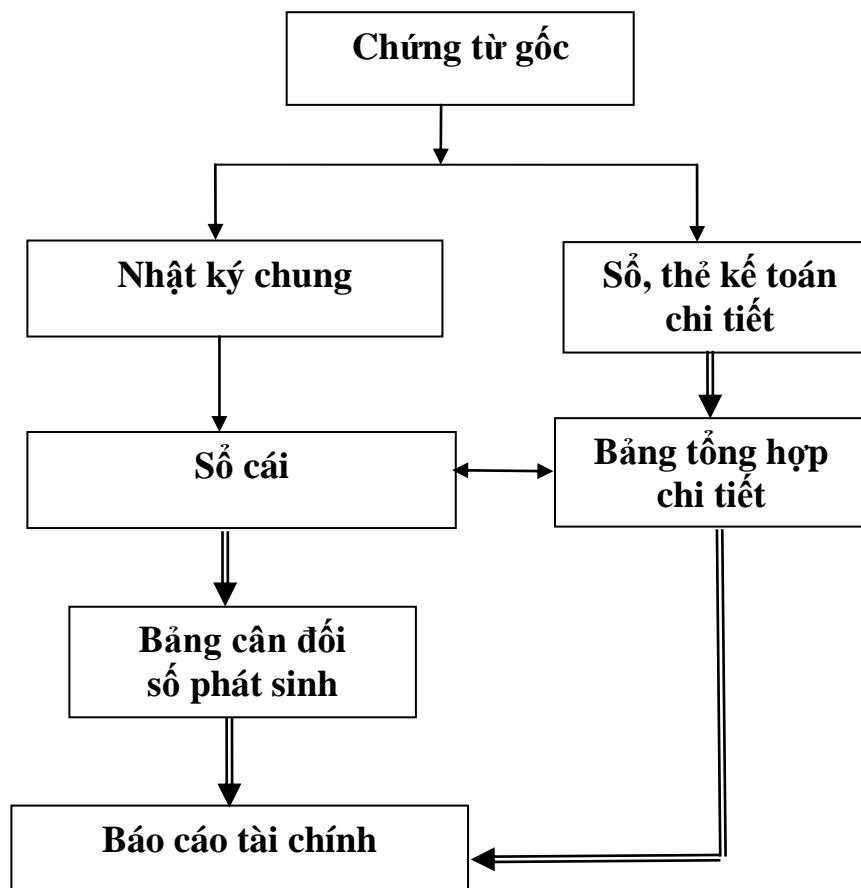 Chứng từ gốc
Nhật ký chung
Sổ, thẻ kế toán
chi tiết
Sổ cái
Bảng tổng hợp
chi tiết
Bảng cân đối
số phát sinh
Báo cáo tài chính